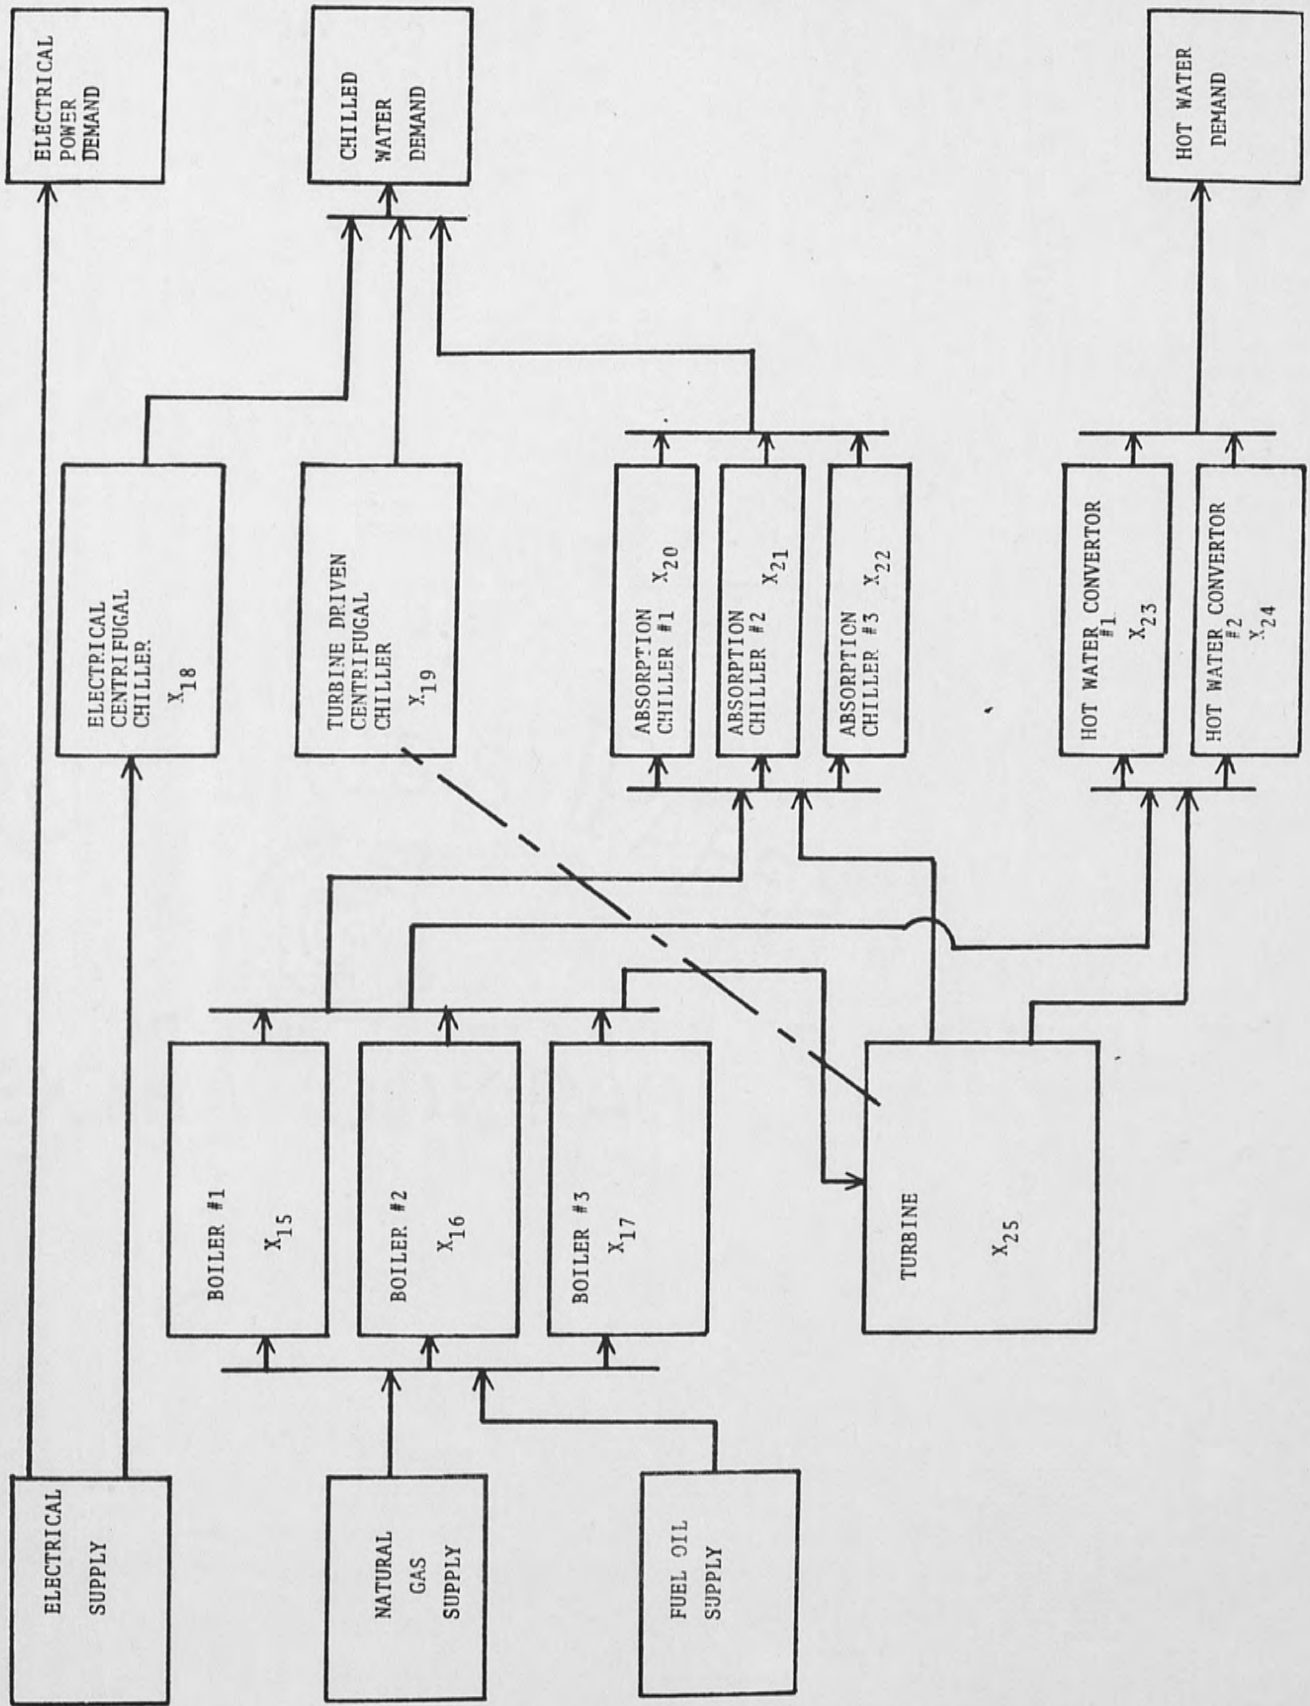 ELECTRICAL
SUPPLY
NATURAL
GAS
SUPPLY
FUEL OIL
SUPPLY
BOILER #1
X15
BOILER #2
X16
BOILER #3
X17
TURBINE
X25
ELECTRICAL
CENTRIFUGAL
CHILLER
X18
TURBINE DRIVEN
CENTRIFUGAL
CHILLER
X19
ABSORPTION
CHILLER #1 X20
ABSORPTION
CHILLER #2 X21
ABSORPTION
CHILLER #3 X22
HOT WATER CONVERTOR
#1
X23
HOT WATER CONVERTOR
#2
X24
ELECTRICAL
POWER
DEMAND
CHILLED
WATER
DEMAND
HOT WATER
DEMAND